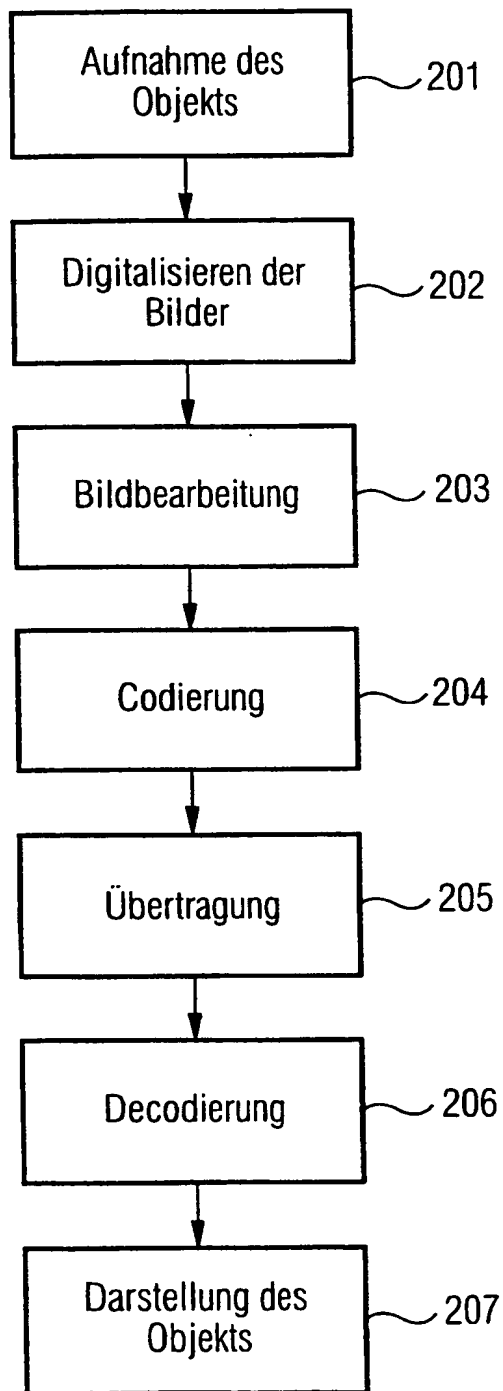 Aufnahme des
Objekts
201
Digitalisieren der
Bilder
202
Bildbearbeitung
203
Codierung
204
Übertragung
205
Decodierung
206
Darstellung des
Objekts
207